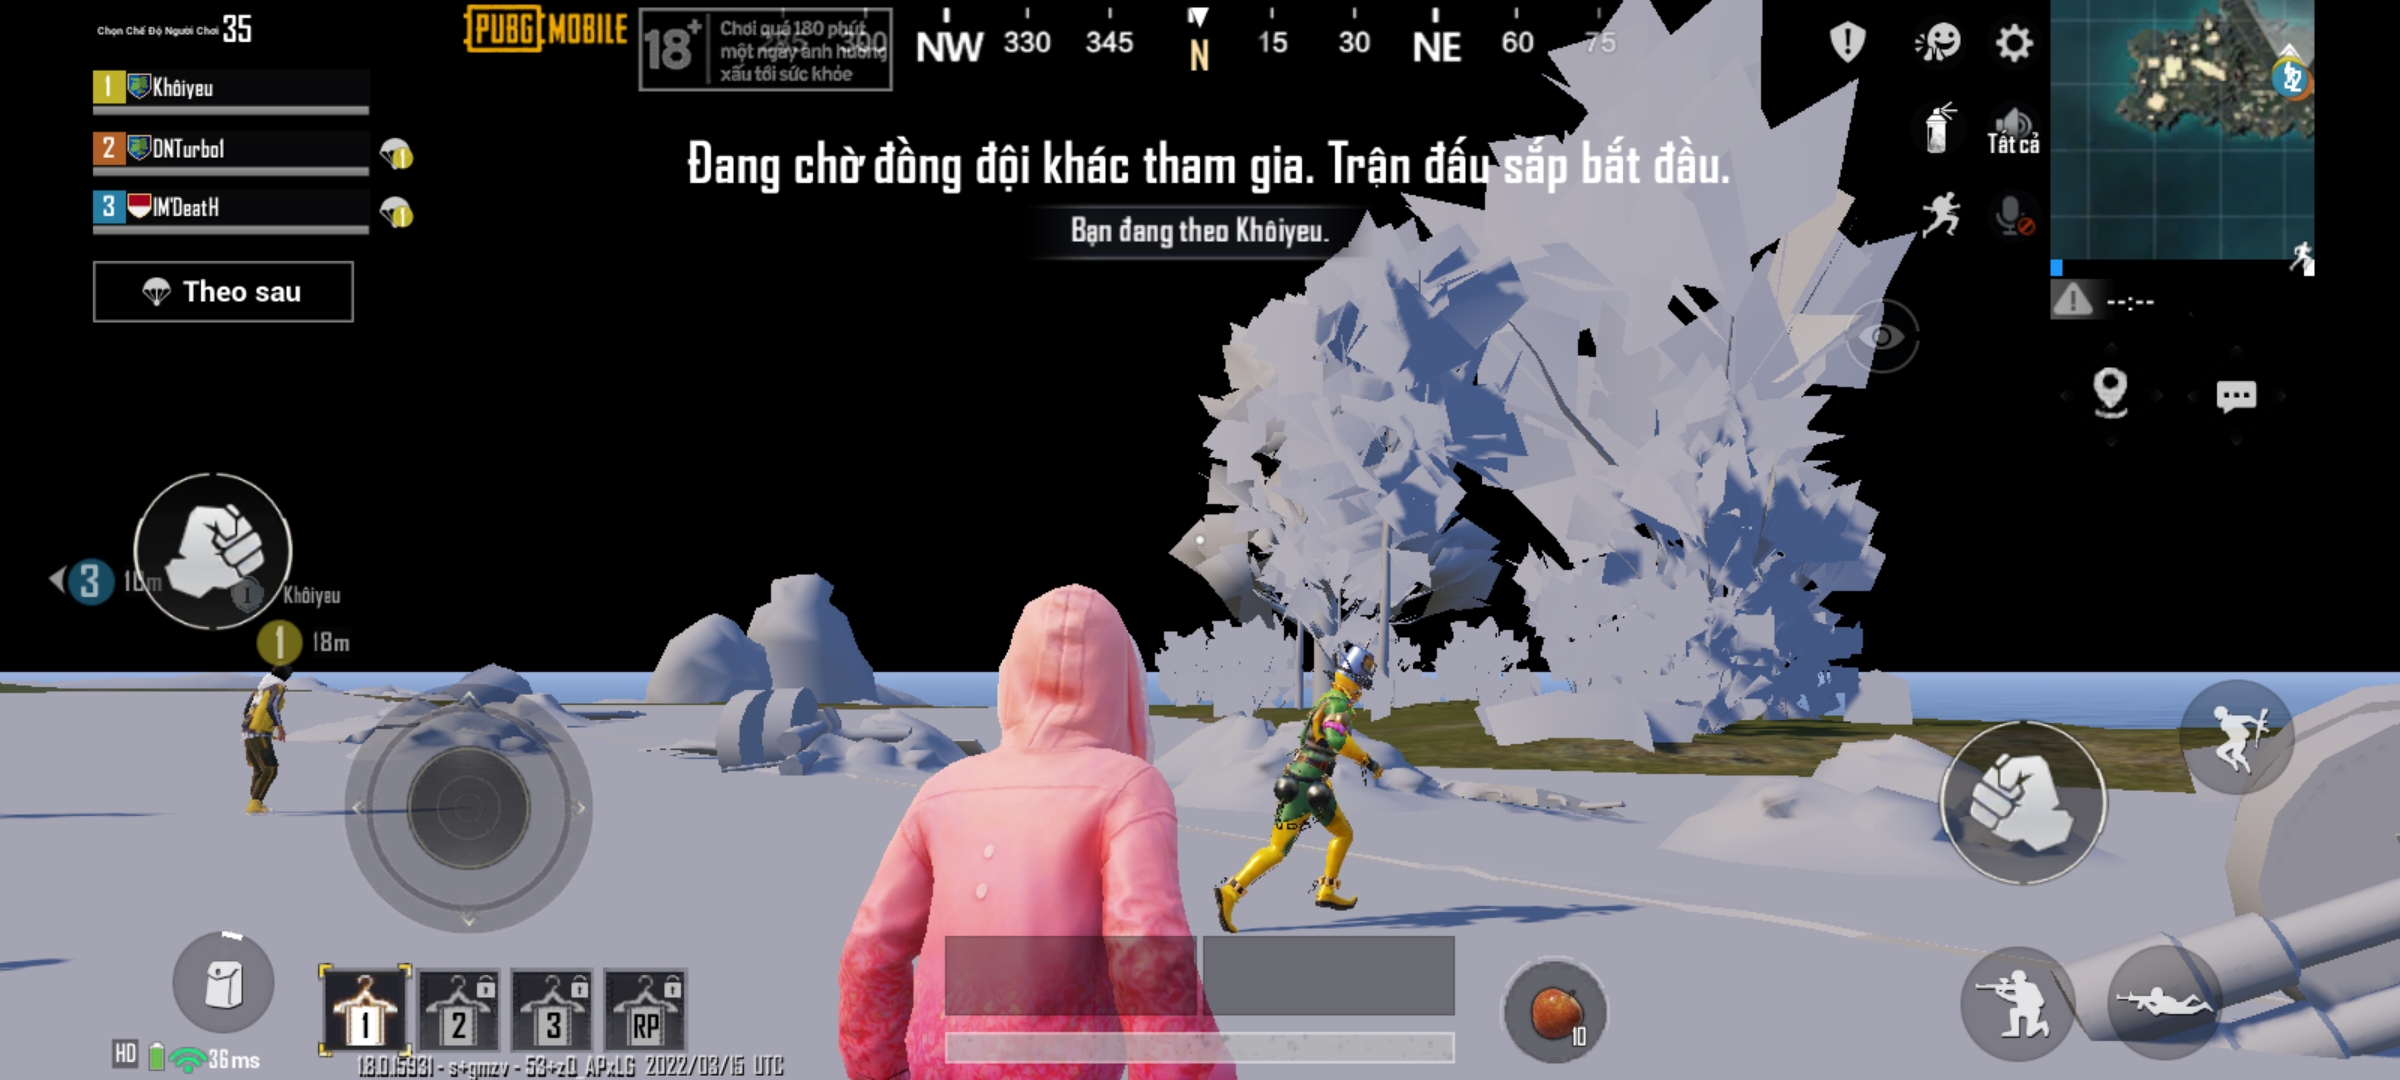 Chọn Chế Độ Người Chơi 35
PUBG MOBILE
18+
Chơi quá 180 phút
một ngày ảnh hưởng
xấu tới sức khỏe
285 300 NW 330 345 N 15 30 NE 60 75
1 Khôiyeu
2 DNTurbo1
3 IM'DeatH
Theo sau
Tất cả
Đang chờ đồng đội khác tham gia. Trận đấu sắp bắt đầu.
Bạn đang theo Khôiyeu.
--:--
3 10m
I Khôiyeu
1 18m
1 2 3 RP
10
HD 36ms
1.8.0.15931 - s+gmzv - 53+zQ_APxLG 2022/03/15 UTC